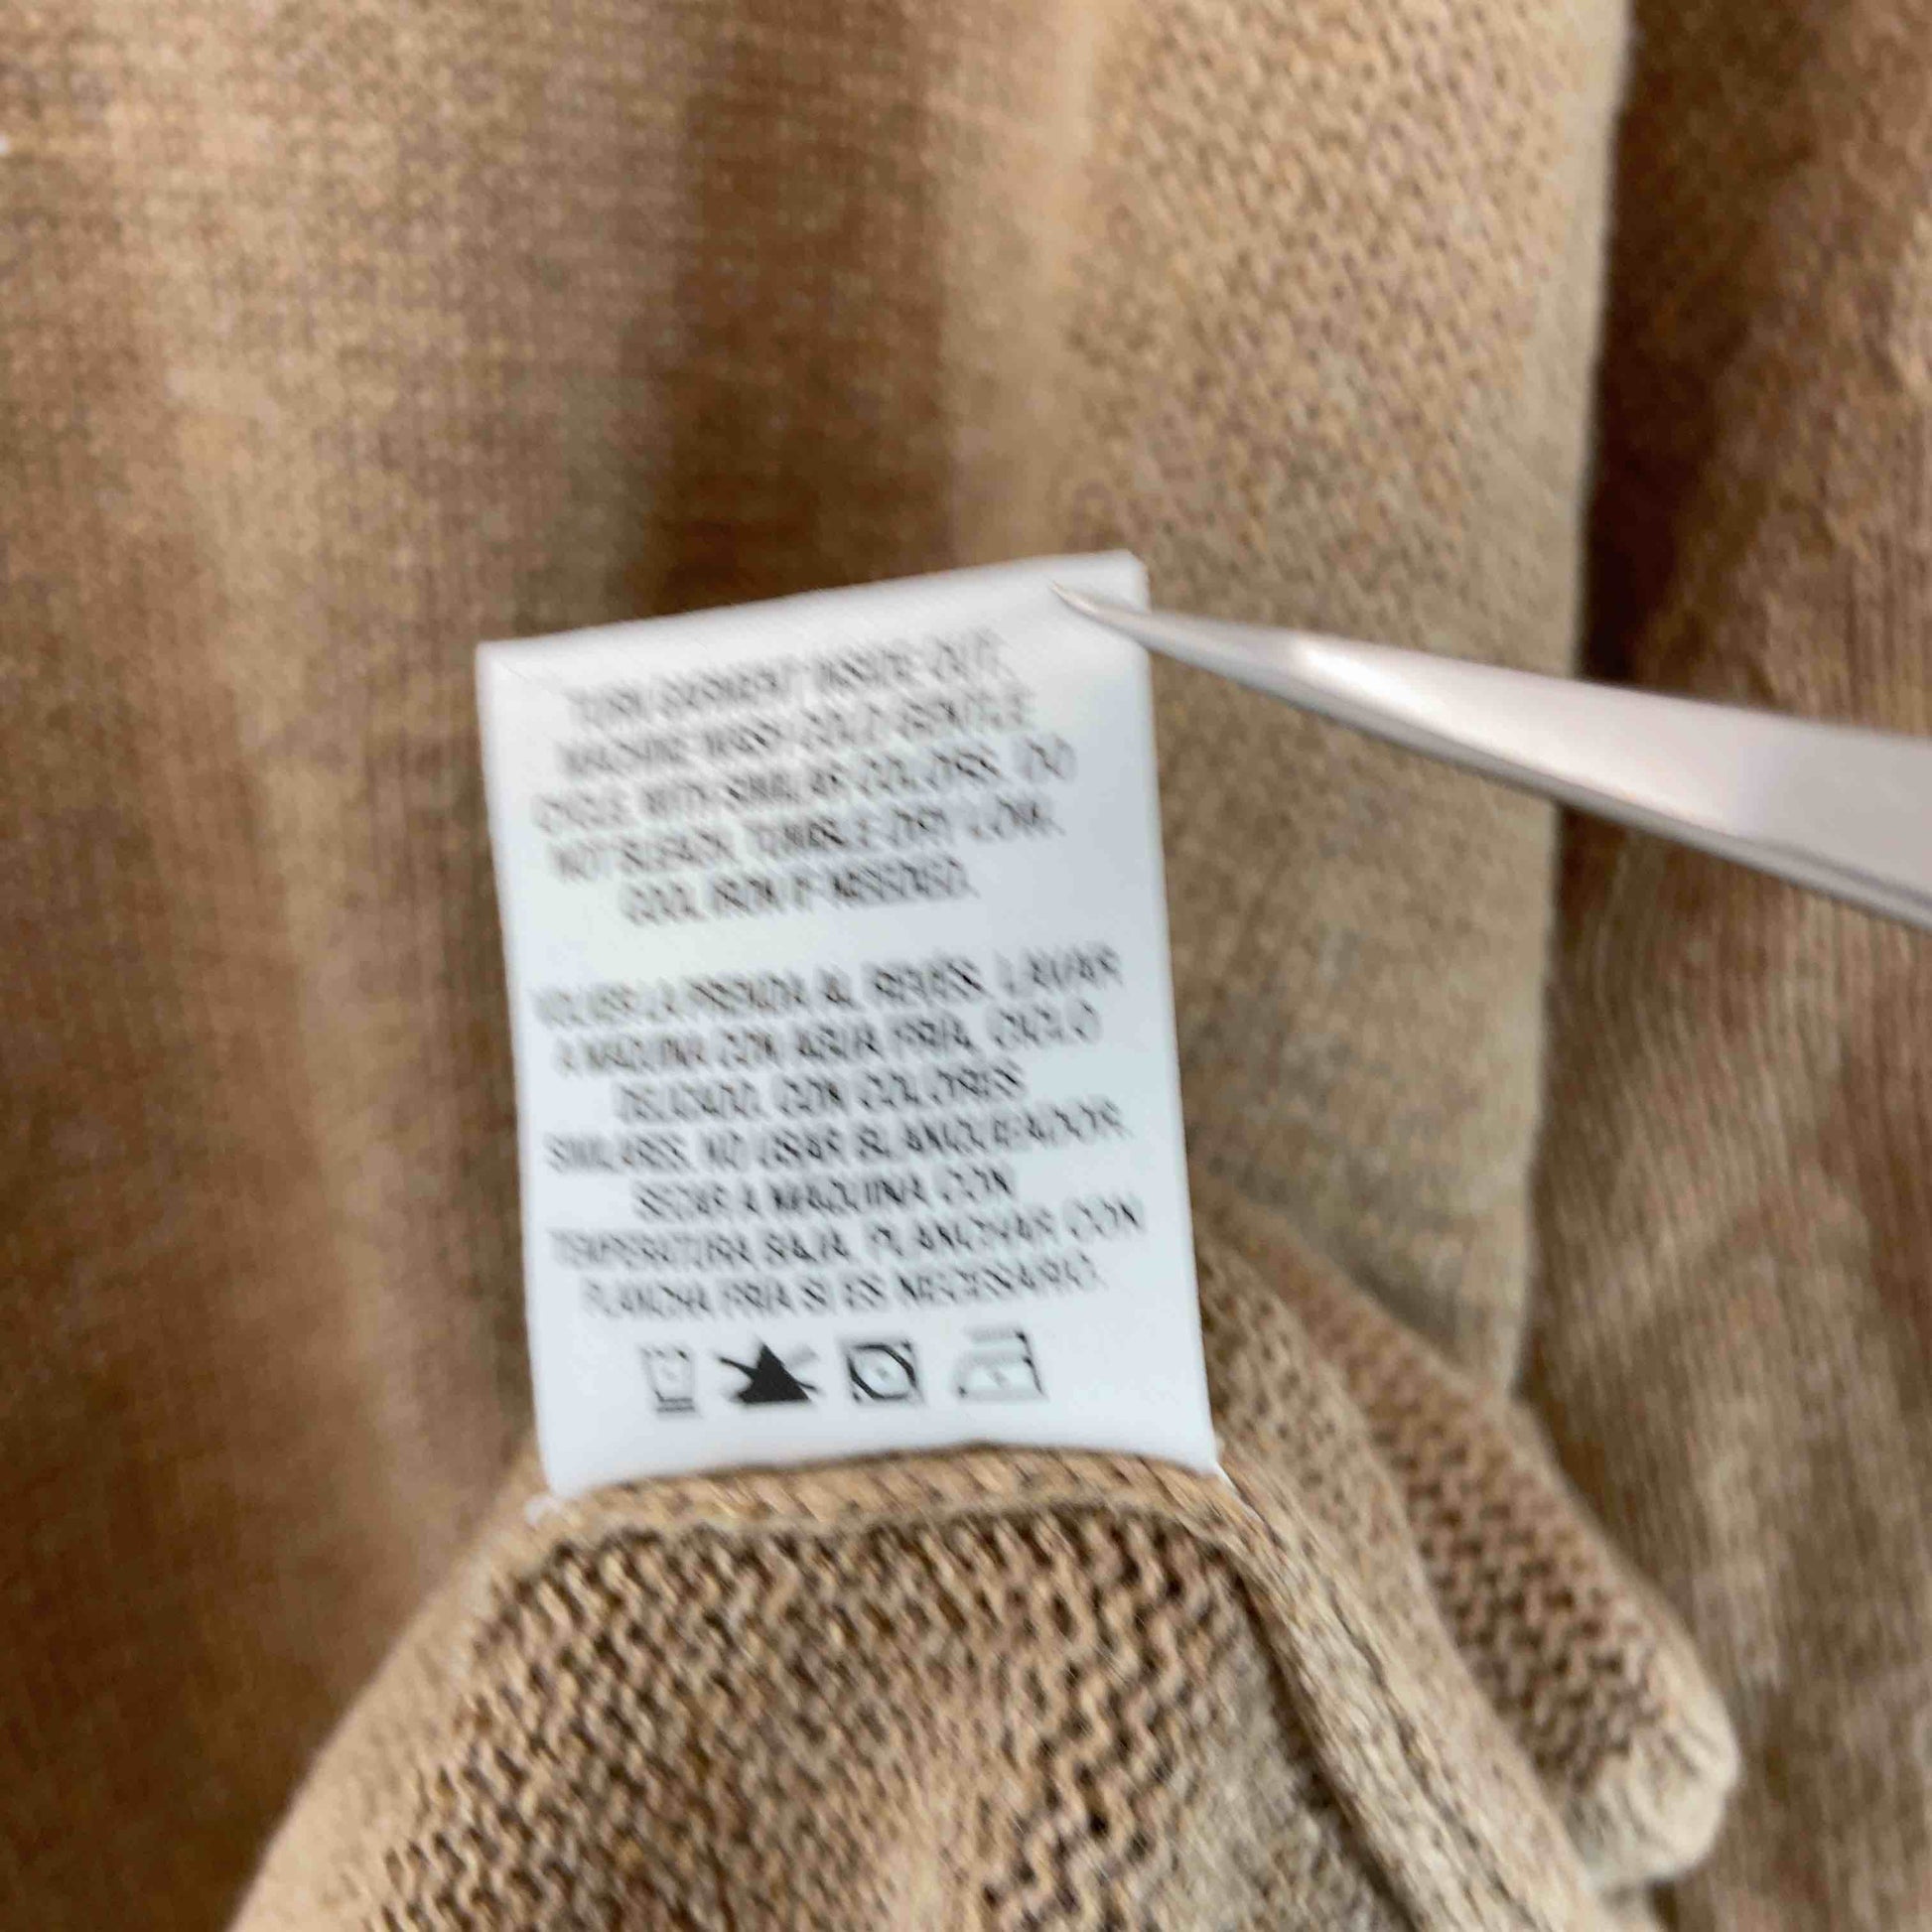 TURN GARMENT INSIDE OUT.
MACHINE WASH COLD GENTLE
CYCLE WITH SIMILAR COLORS. DO
NOT BLEACH. TUMBLE DRY LOW.
COOL IRON IF NEEDED.
VOLVER LA PRENDA AL REVÉS. LAVAR
A MAQUINA CON AGUA FRIA, CICLO
DELICADO, CON COLORES
SIMILARES. NO USAR BLANQUEADOR.
SECAR A MAQUINA CON
TEMPERATURA BAJA. PLANCHAR CON
PLANCHA FRIA SI ES NECESARIO.